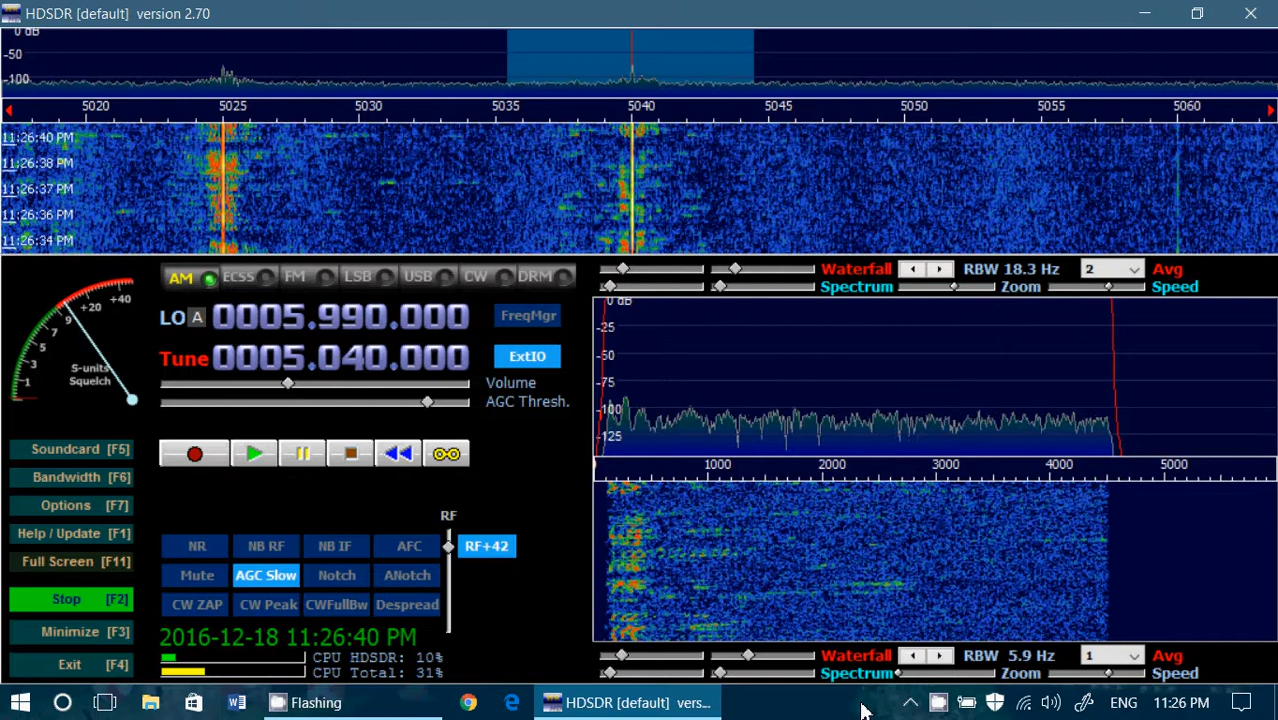 HDSDR [default] version 2.70
0 dB
-50
-100
5020 5025 5030 5035 5040 5045 5050 5055 5060
11:26:40 PM
11:26:38 PM
11:26:37 PM
11:26:36 PM
11:26:34 PM
AM ECSS FM LSB USB CW DRM
Waterfall RBW 18.3 Hz 2 Avg
Spectrum Zoom Speed
1 3 5 7 9 +20 +40
S-units
Squelch
LO A 0005.990.000 FreqMgr
Tune 0005.040.000 ExtIO
Volume
AGC Thresh.
0 dB
-25
-50
-75
-100
-125
1000 2000 3000 4000 5000
Soundcard [F5]
Bandwidth [F6]
Options [F7]
Help / Update [F1]
Full Screen [F11]
Stop [F2]
Minimize [F3]
Exit [F4]
RF
NR NB RF NB IF AFC RF+42
Mute AGC Slow Notch ANotch
CW ZAP CW Peak CWFullBw Despread
2016-12-18 11:26:40 PM
CPU HDSDR: 10%
CPU Total: 31%
Waterfall RBW 5.9 Hz 1 Avg
Spectrum Zoom Speed
Flashing HDSDR [default] vers... ENG 11:26 PM